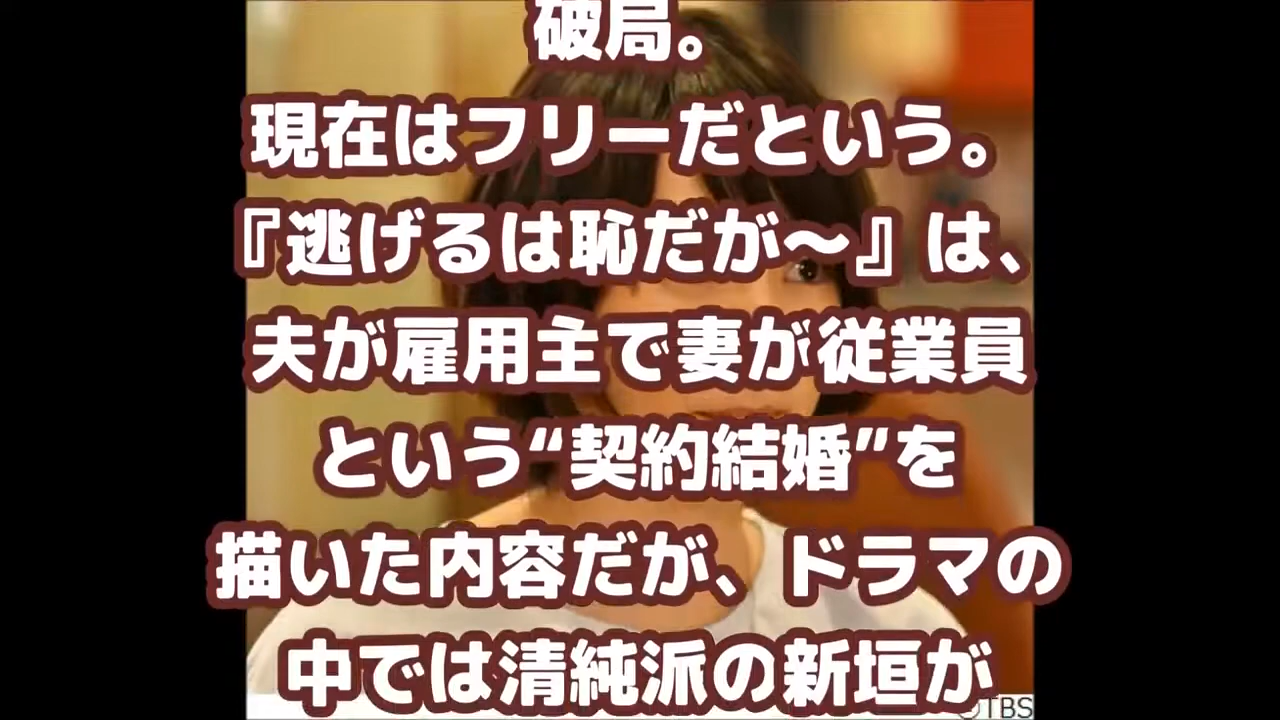 破局。
現在はフリーだという。
『逃げるは恥だが～』は、
夫が雇用主で妻が従業員
という“契約結婚”を
描いた内容だが、ドラマの
中では清純派の新垣が
©TBS